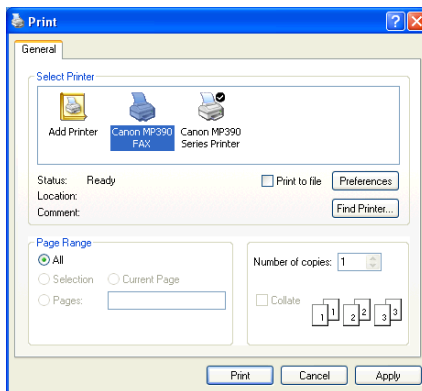 Print
General
Select Printer
Add Printer
Canon MP390 FAX
Canon MP390 Series Printer
Status: Ready
Print to file
Preferences
Location:
Comment:
Find Printer...
Page Range
All
Selection
Current Page
Pages:
Number of copies: 1
Collate
1 1 2 2 3 3
Print
Cancel
Apply